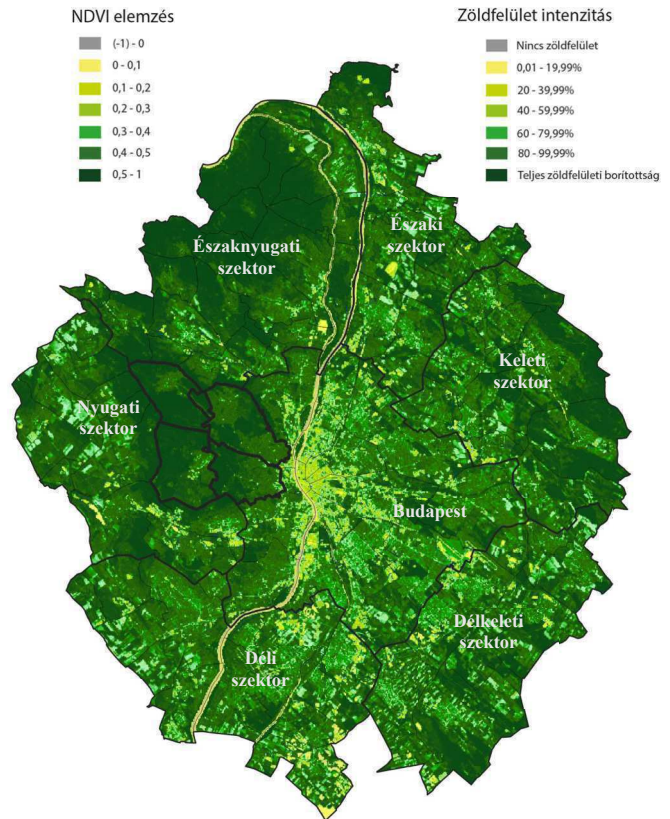 NDVI elemzés
(-1) - 0
0 - 0,1
0,1 - 0,2
0,2 - 0,3
0,3 - 0,4
0,4 - 0,5
0,5 - 1
Zöldfelület intenzitás
Nincs zöldfelület
0,01 - 19,99%
20 - 39,99%
40 - 59,99%
60 - 79,99%
80 - 99,99%
Teljes zöldfelületi borítottság
Északnyugati
szektor
Északi
szektor
Keleti
szektor
Nyugati
szektor
Budapest
Délkeleti
szektor
Déli
szektor